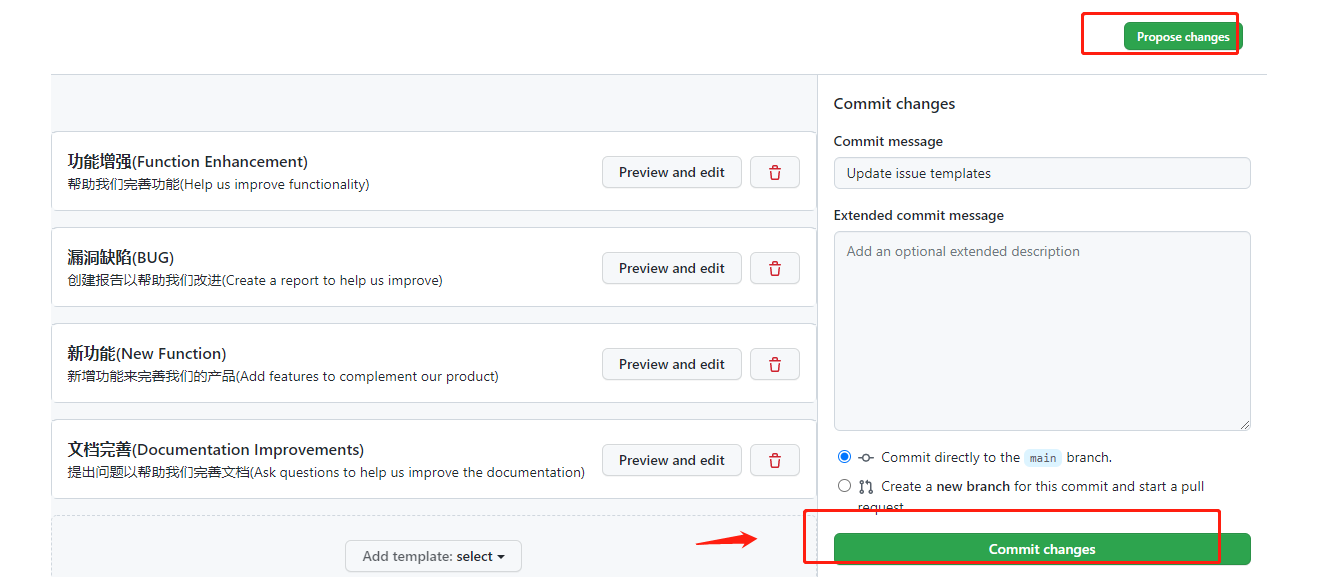 Propose changes
功能增强(Function Enhancement)
帮助我们完善功能(Help us improve functionality)
Preview and edit
漏洞缺陷(BUG)
创建报告以帮助我们改进(Create a report to help us improve)
Preview and edit
新功能(New Function)
新增功能来完善我们的产品(Add features to complement our product)
Preview and edit
文档完善(Documentation Improvements)
提出问题以帮助我们完善文档(Ask questions to help us improve the documentation)
Preview and edit
Add template: select
Commit changes
Commit message
Update issue templates
Extended commit message
Add an optional extended description
Commit directly to the main branch.
Create a new branch for this commit and start a pull
request
Commit changes